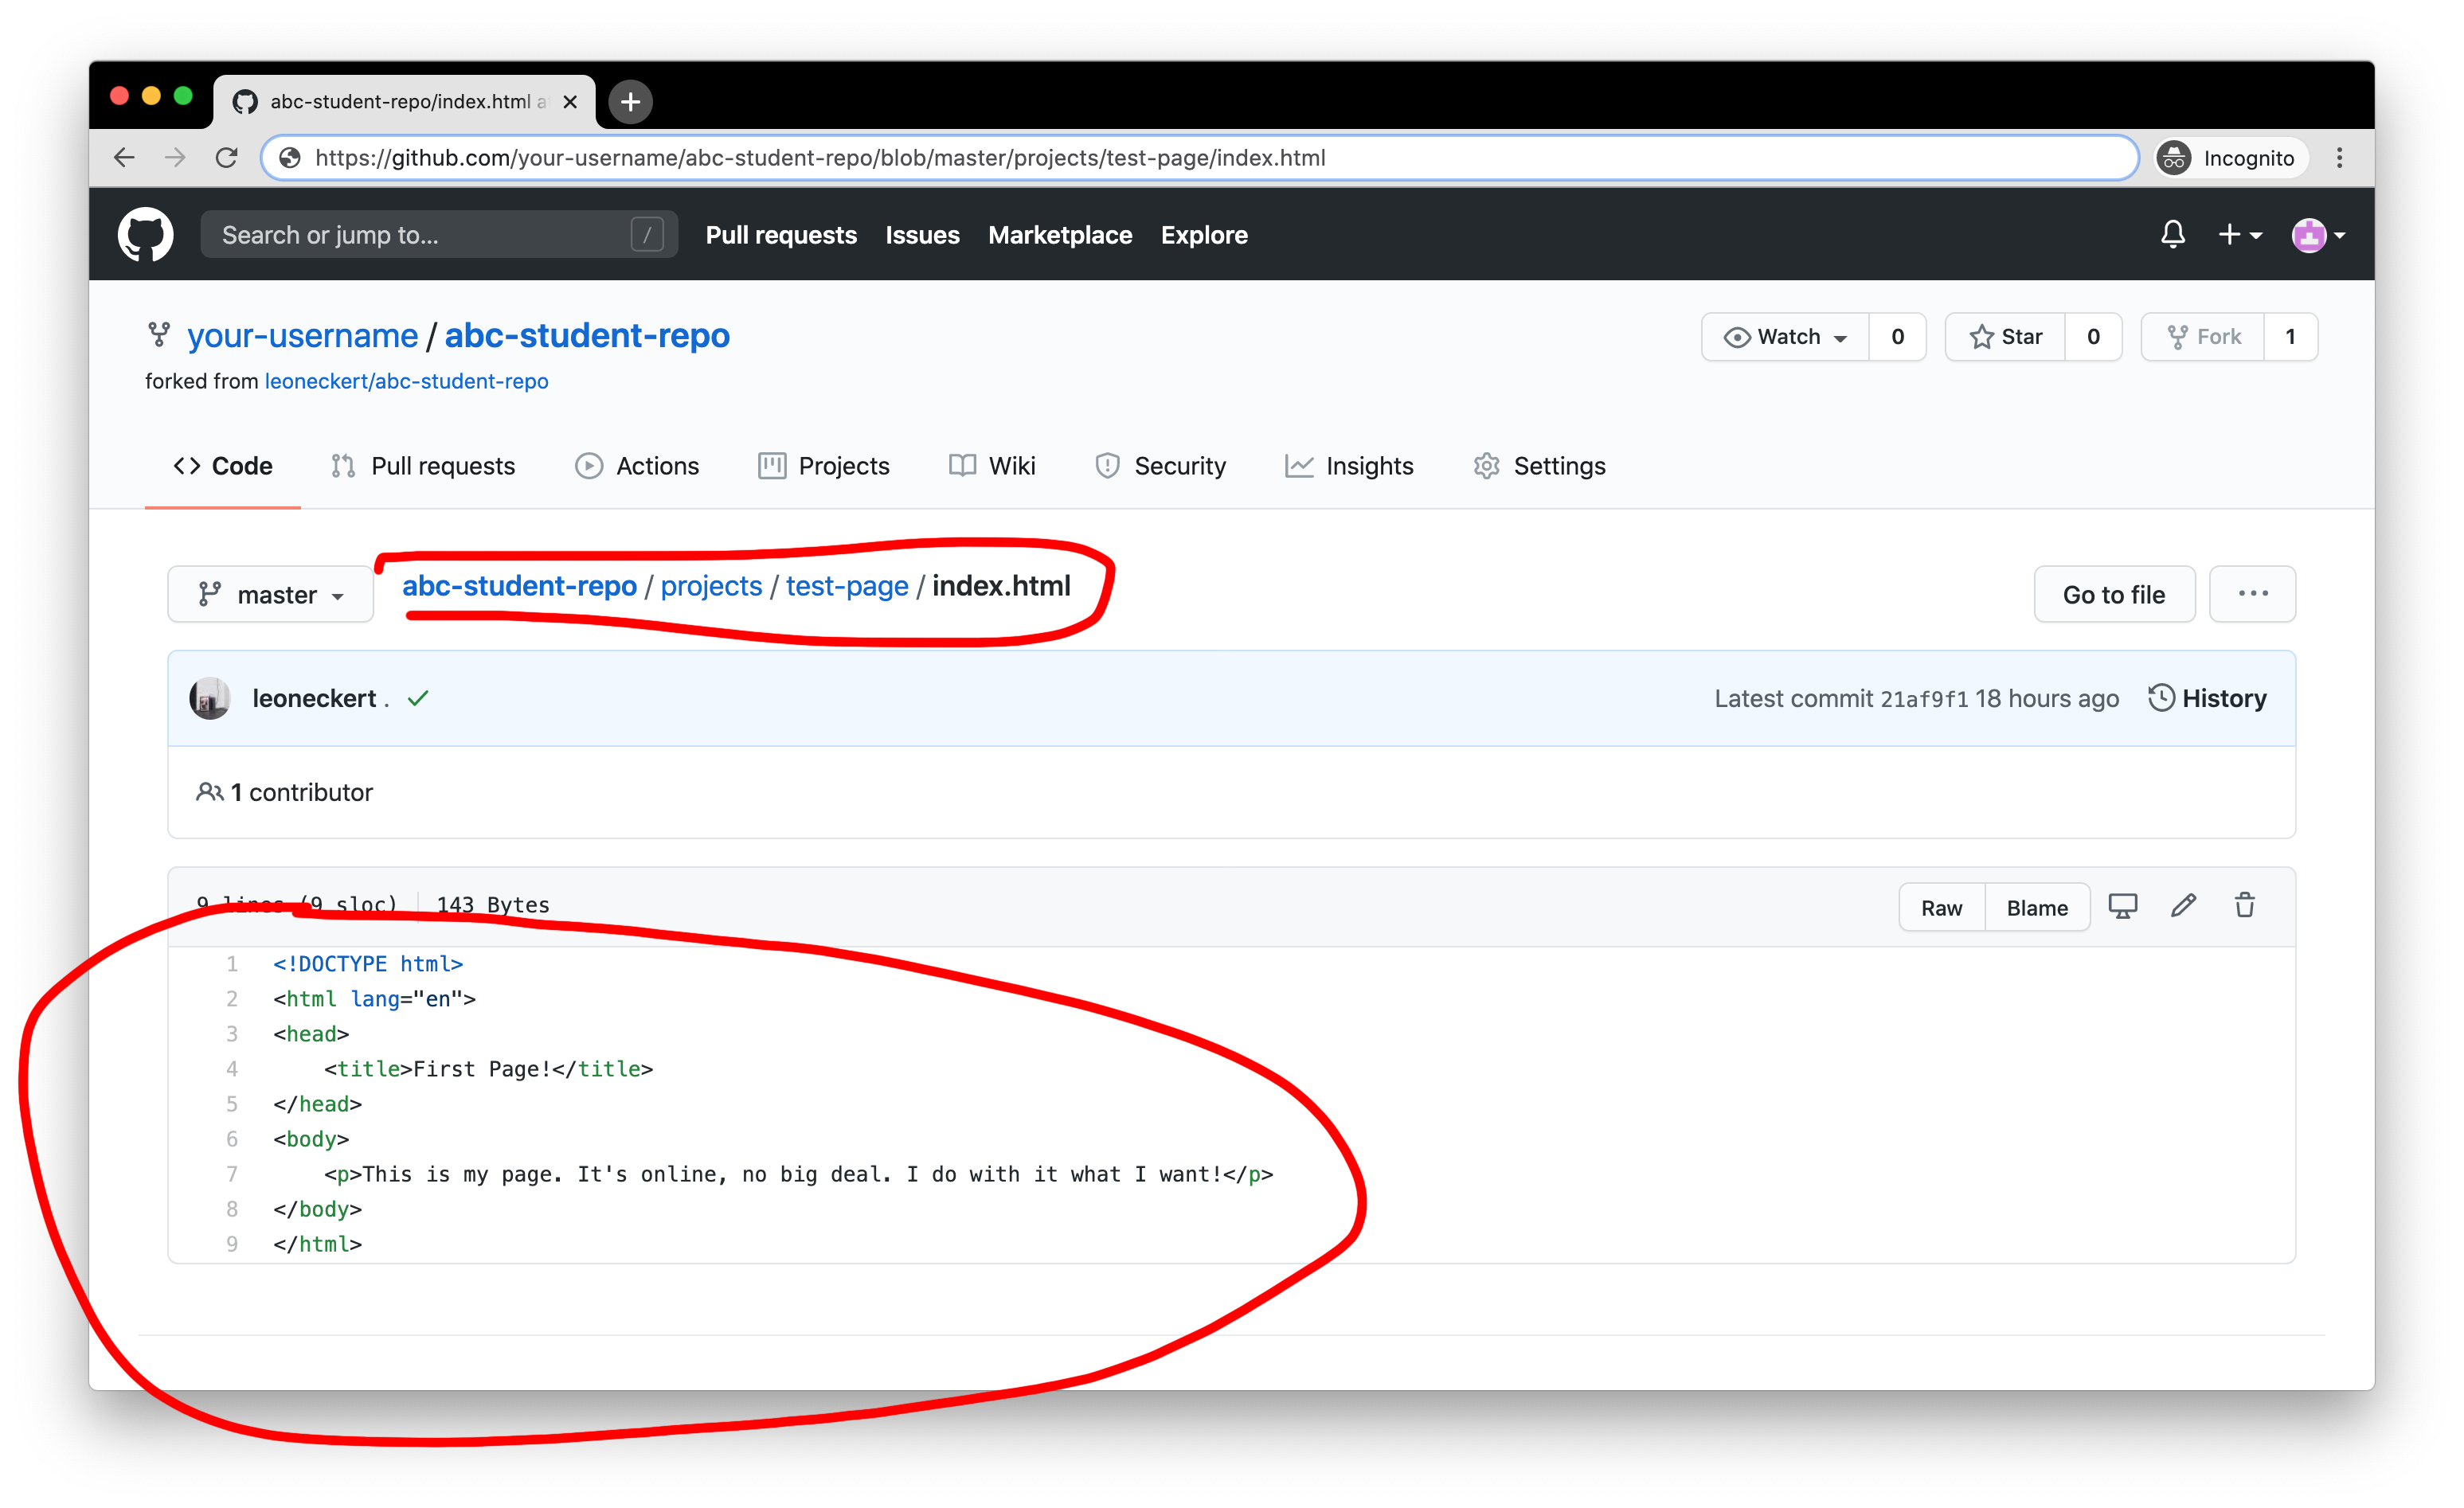 abc-student-repo/index.html a
https://github.com/your-username/abc-student-repo/blob/master/projects/test-page/index.html
Incognito
Search or jump to...
/
Pull requests
Issues
Marketplace
Explore
your-username / abc-student-repo
Watch 0
Star 0
Fork 1
forked from leoneckert/abc-student-repo
Code
Pull requests
Actions
Projects
Wiki
Security
Insights
Settings
master
abc-student-repo / projects / test-page / index.html
Go to file
...
leoneckert .
Latest commit 21af9f1 18 hours ago
History
1 contributor
9 lines (9 sloc) 143 Bytes
Raw
Blame
1 <!DOCTYPE html>
2 <html lang="en">
3 <head>
4     <title>First Page!</title>
5 </head>
6 <body>
7     <p>This is my page. It's online, no big deal. I do with it what I want!</p>
8 </body>
9 </html>